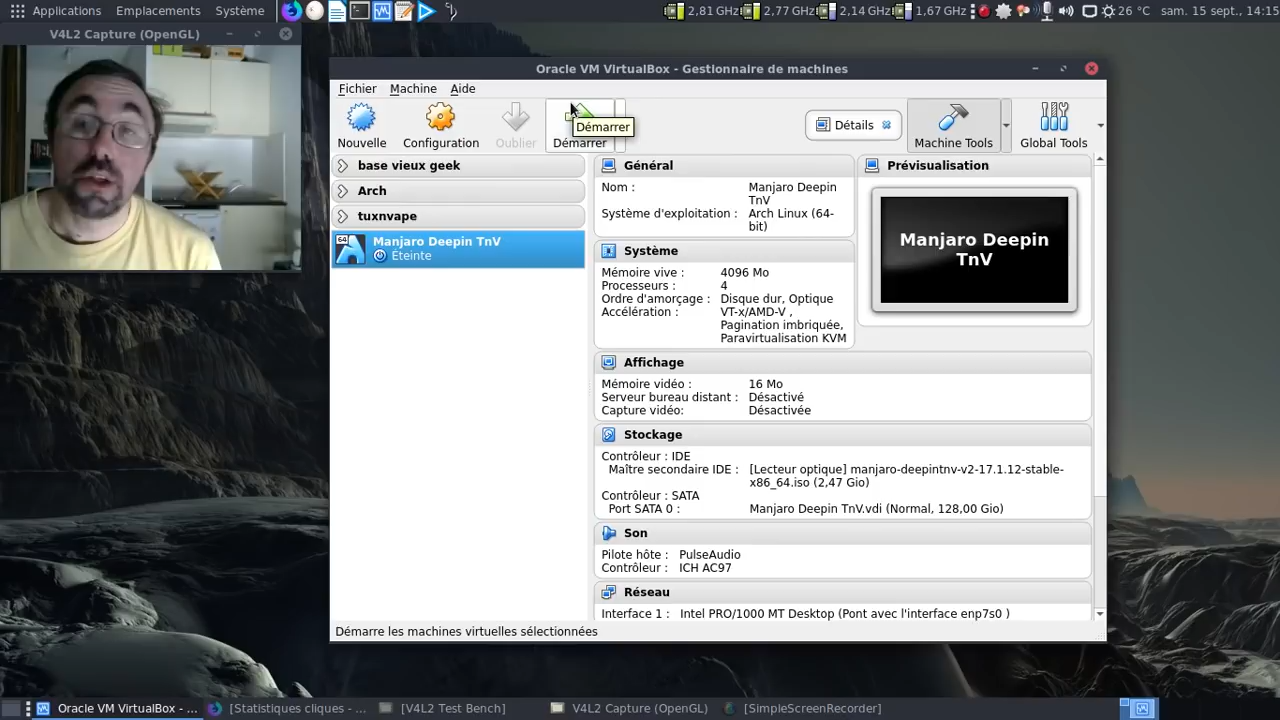 Applications Emplacements Système
2,81 GHz 2,77 GHz 2,14 GHz 1,67 GHz 26 °C sam. 15 sept., 14:15
V4L2 Capture (OpenGL)
Oracle VM VirtualBox - Gestionnaire de machines
Fichier Machine Aide
Nouvelle Configuration Oublier Démarrer
Démarrer
Détails
Machine Tools Global Tools
base vieux geek
Arch
tuxnvape
64
Manjaro Deepin TnV
Éteinte
Général
Nom : Manjaro Deepin
TnV
Système d'exploitation : Arch Linux (64-
bit)
Système
Mémoire vive : 4096 Mo
Processeurs : 4
Ordre d'amorçage : Disque dur, Optique
Accélération : VT-x/AMD-V ,
Pagination imbriquée,
Paravirtualisation KVM
Prévisualisation
Manjaro Deepin
TnV
Affichage
Mémoire vidéo : 16 Mo
Serveur bureau distant : Désactivé
Capture vidéo: Désactivée
Stockage
Contrôleur : IDE
Maître secondaire IDE : [Lecteur optique] manjaro-deepintnv-v2-17.1.12-stable-
x86_64.iso (2,47 Gio)
Contrôleur : SATA
Port SATA 0 : Manjaro Deepin TnV.vdi (Normal, 128,00 Gio)
Son
Pilote hôte : PulseAudio
Contrôleur : ICH AC97
Réseau
Interface 1 : Intel PRO/1000 MT Desktop (Pont avec l'interface enp7s0 )
Démarre les machines virtuelles sélectionnées
Oracle VM VirtualBox - ... [Statistiques cliques - ... [V4L2 Test Bench] V4L2 Capture (OpenGL) [SimpleScreenRecorder]